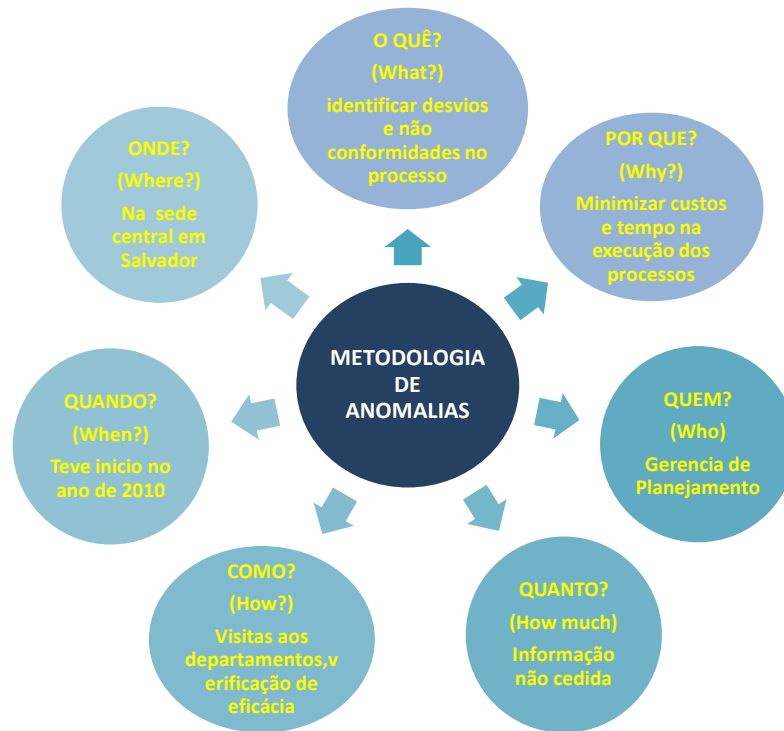 O QUÊ?
(What?)
identificar desvios
e não
conformidades no
processo
POR QUE?
(Why?)
Minimizar custos
e tempo na
execução dos
processos
QUEM?
(Who)
Gerencia de
Planejamento
QUANTO?
(How much)
Informação
não cedida
COMO?
(How?)
Visitas aos
departamentos,v
erificação de
eficácia
QUANDO?
(When?)
Teve inicio no
ano de 2010
ONDE?
(Where?)
Na sede
central em
Salvador
METODOLOGIA
DE
ANOMALIAS